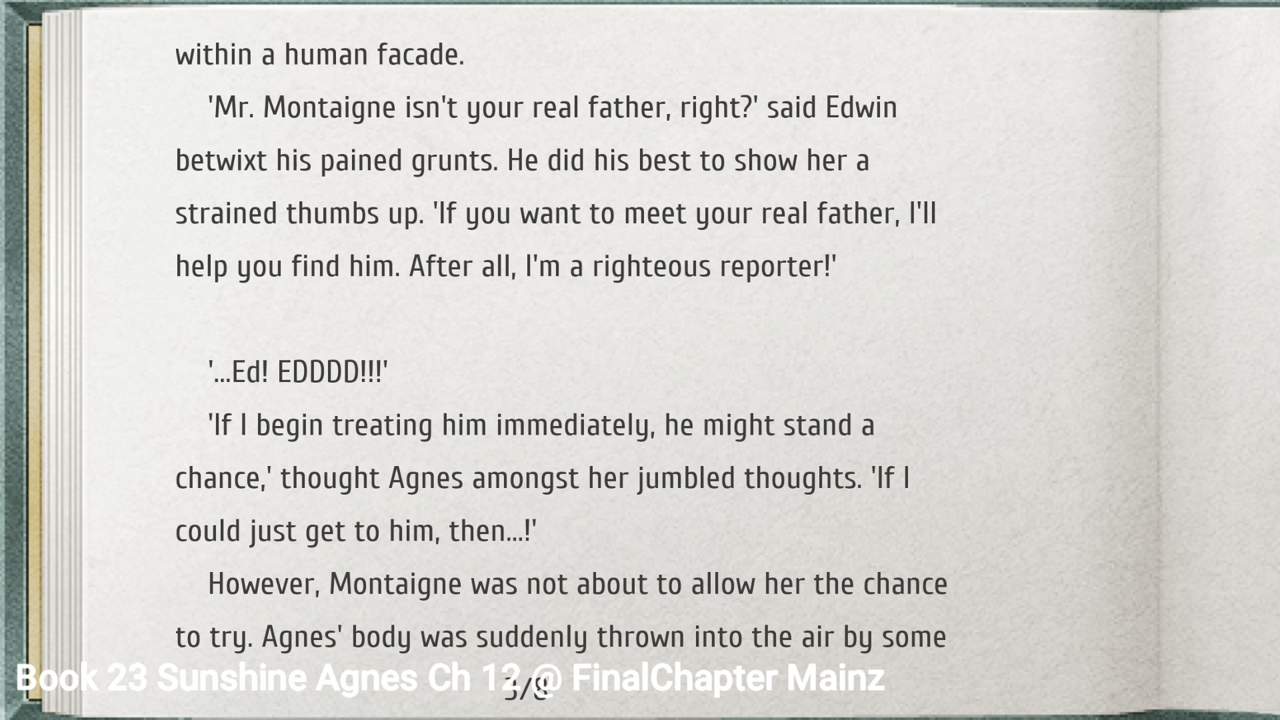 within a human facade.
'Mr. Montaigne isn't your real father, right?' said Edwin
betwixt his pained grunts. He did his best to show her a
strained thumbs up. 'If you want to meet your real father, I'll
help you find him. After all, I'm a righteous reporter!'
'...Ed! EDDDD!!!'
'If I begin treating him immediately, he might stand a
chance,' thought Agnes amongst her jumbled thoughts. 'If I
could just get to him, then...!'
However, Montaigne was not about to allow her the chance
to try. Agnes' body was suddenly thrown into the air by some
Book 23 Sunshine Agnes Ch 12 @ FinalChapter Mainz
3/8